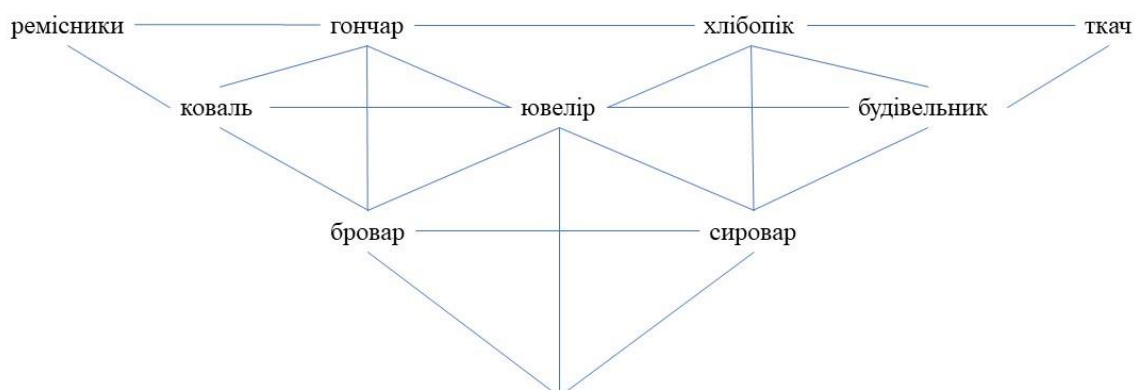 ремісники гончар хлібопік ткач
коваль ювелір будівельник
бровар сировар